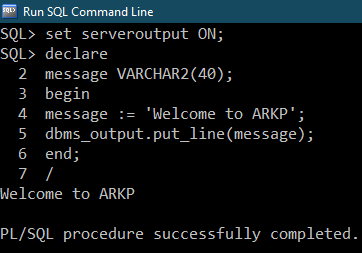 Run SQL Command Line
SQL> set serveroutput ON;
SQL> declare
2 message VARCHAR2(40);
3 begin
4 message := 'Welcome to ARKP';
5 dbms_output.put_line(message);
6 end;
7 /
Welcome to ARKP
PL/SQL procedure successfully completed.